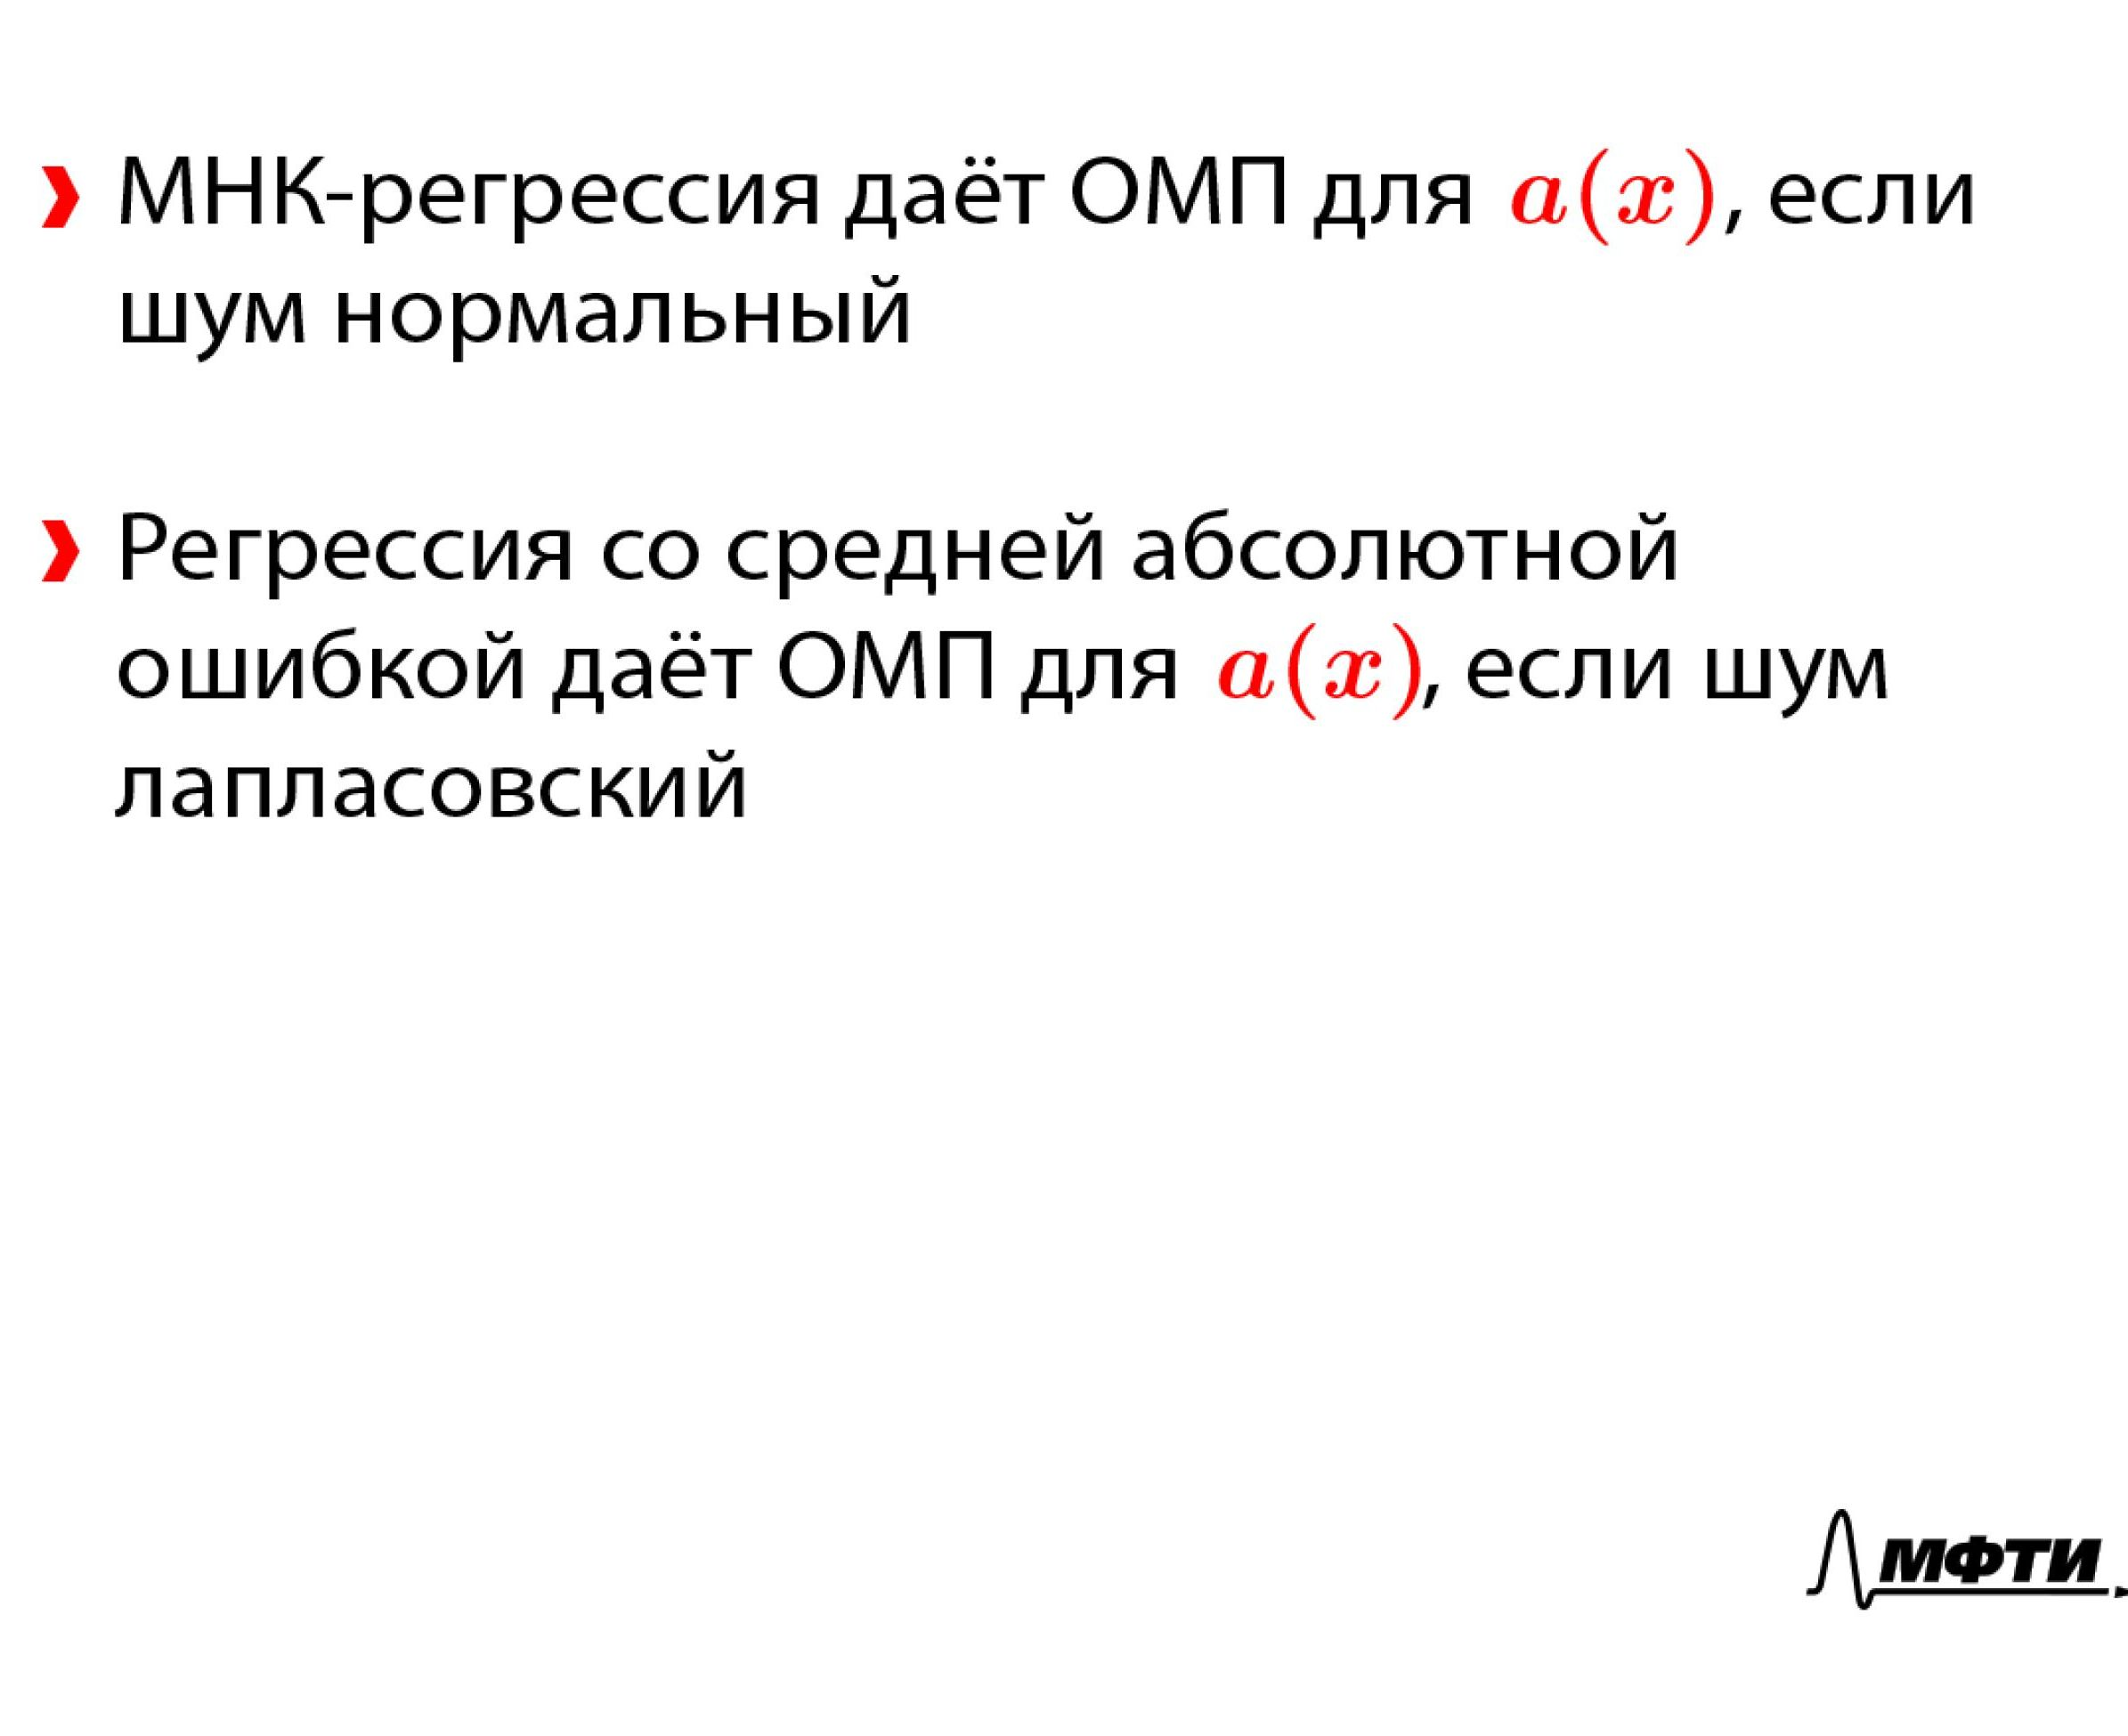 МНК-регрессия даёт ОМП для a(x), если
шум нормальный
Регрессия со средней абсолютной
ошибкой даёт ОМП для a(x), если шум
лапласовский
МФТИ